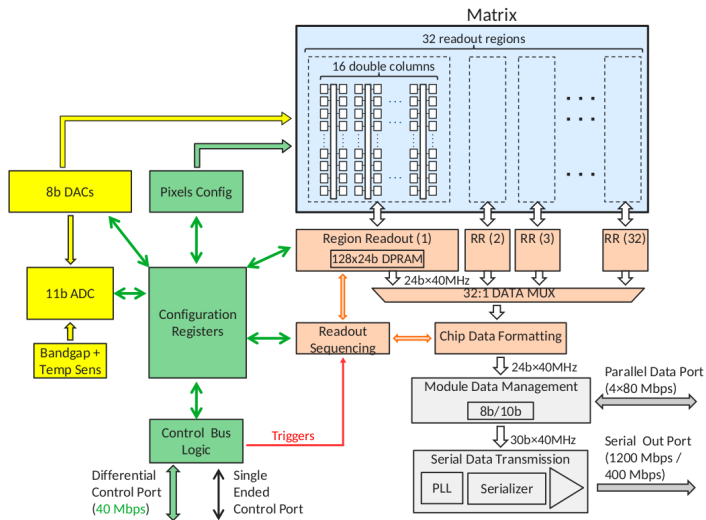 Matrix
32 readout regions
16 double columns
8b DACs
Pixels Config
Region Readout (1)
128x24b DPRAM
RR (2)
RR (3)
RR (32)
24b×40MHz
32:1 DATA MUX
11b ADC
Configuration
Registers
Readout
Sequencing
Chip Data Formatting
Bandgap +
Temp Sens
24b×40MHz
Module Data Management
8b/10b
Parallel Data Port
(4×80 Mbps)
Control Bus
Logic
Triggers
30b×40MHz
Serial Data Transmission
PLL
Serializer
Serial Out Port
(1200 Mbps /
400 Mbps)
Differential
Control Port
(40 Mbps)
Single
Ended
Control Port